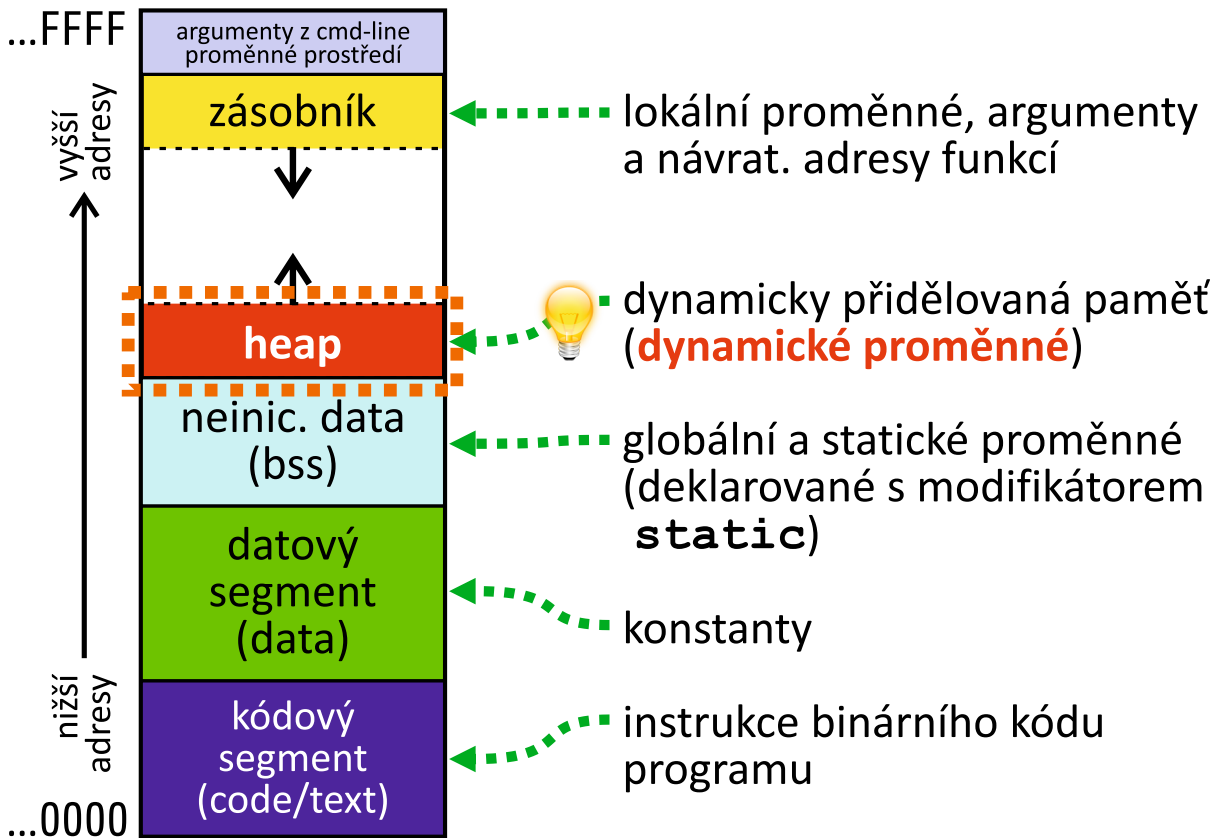 ...FFFF
argumenty z cmd-line
proměnné prostředí
vyšší
adresy
zásobník
lokální proměnné, argumenty
a návrat. adresy funkcí
heap
dynamicky přidělovaná paměť
(dynamické proměnné)
neinic. data
(bss)
globální a statické proměnné
(deklarované s modifikátorem
static)
datový
segment
(data)
konstanty
nižší
adresy
kódový
segment
(code/text)
instrukce binárního kódu
programu
...0000